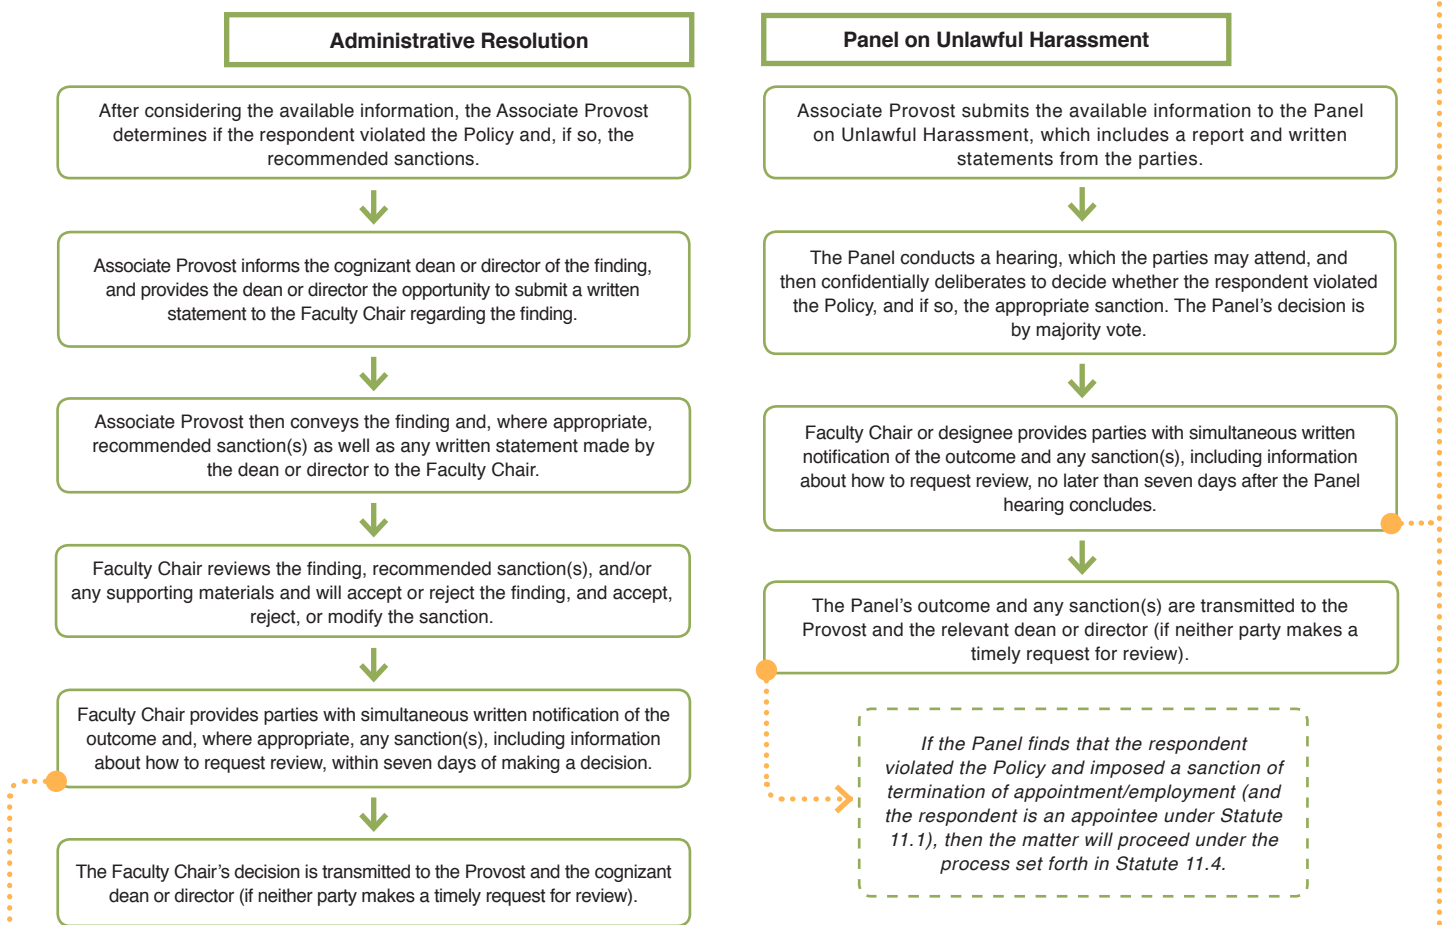 Administrative Resolution
After considering the available information, the Associate Provost
determines if the respondent violated the Policy and, if so, the
recommended sanctions.
Associate Provost informs the cognizant dean or director of the finding,
and provides the dean or director the opportunity to submit a written
statement to the Faculty Chair regarding the finding.
Associate Provost then conveys the finding and, where appropriate,
recommended sanction(s) as well as any written statement made by
the dean or director to the Faculty Chair.
Faculty Chair reviews the finding, recommended sanction(s), and/or
any supporting materials and will accept or reject the finding, and accept,
reject, or modify the sanction.
Faculty Chair provides parties with simultaneous written notification of the
outcome and, where appropriate, any sanction(s), including information
about how to request review, within seven days of making a decision.
The Faculty Chair's decision is transmitted to the Provost and the cognizant
dean or director (if neither party makes a timely request for review).
Panel on Unlawful Harassment
Associate Provost submits the available information to the Panel
on Unlawful Harassment, which includes a report and written
statements from the parties.
The Panel conducts a hearing, which the parties may attend, and
then confidentially deliberates to decide whether the respondent violated
the Policy, and if so, the appropriate sanction. The Panel's decision is
by majority vote.
Faculty Chair or designee provides parties with simultaneous written
notification of the outcome and any sanction(s), including information
about how to request review, no later than seven days after the Panel
hearing concludes.
The Panel's outcome and any sanction(s) are transmitted to the
Provost and the relevant dean or director (if neither party makes a
timely request for review).
If the Panel finds that the respondent
violated the Policy and imposed a sanction of
termination of appointment/employment (and
the respondent is an appointee under Statute
11.1), then the matter will proceed under the
process set forth in Statute 11.4.